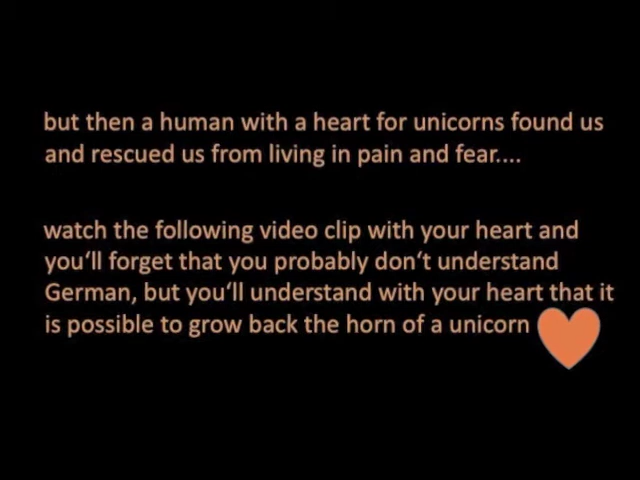 but then a human with a heart for unicorns found us
and rescued us from living in pain and fear....
watch the following video clip with your heart and
you‘ll forget that you probably don‘t understand
German, but you‘ll understand with your heart that it
is possible to grow back the horn of a unicorn